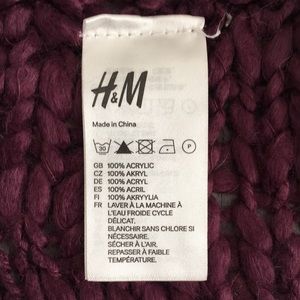 H&M
Made in China
30 P
GB 100% ACRYLIC
CZ 100% AKRYL
DE 100% ACRYL
ES 100% ACRIL
FI 100% AKRYYLIA
FR LAVER À LA MACHINE À
L'EAU FROIDE CYCLE
DÉLICAT.
BLANCHIR SANS CHLORE SI
NÉCESSAIRE.
SÉCHER À L'AIR.
REPASSER À FAIBLE
TEMPÉRATURE.